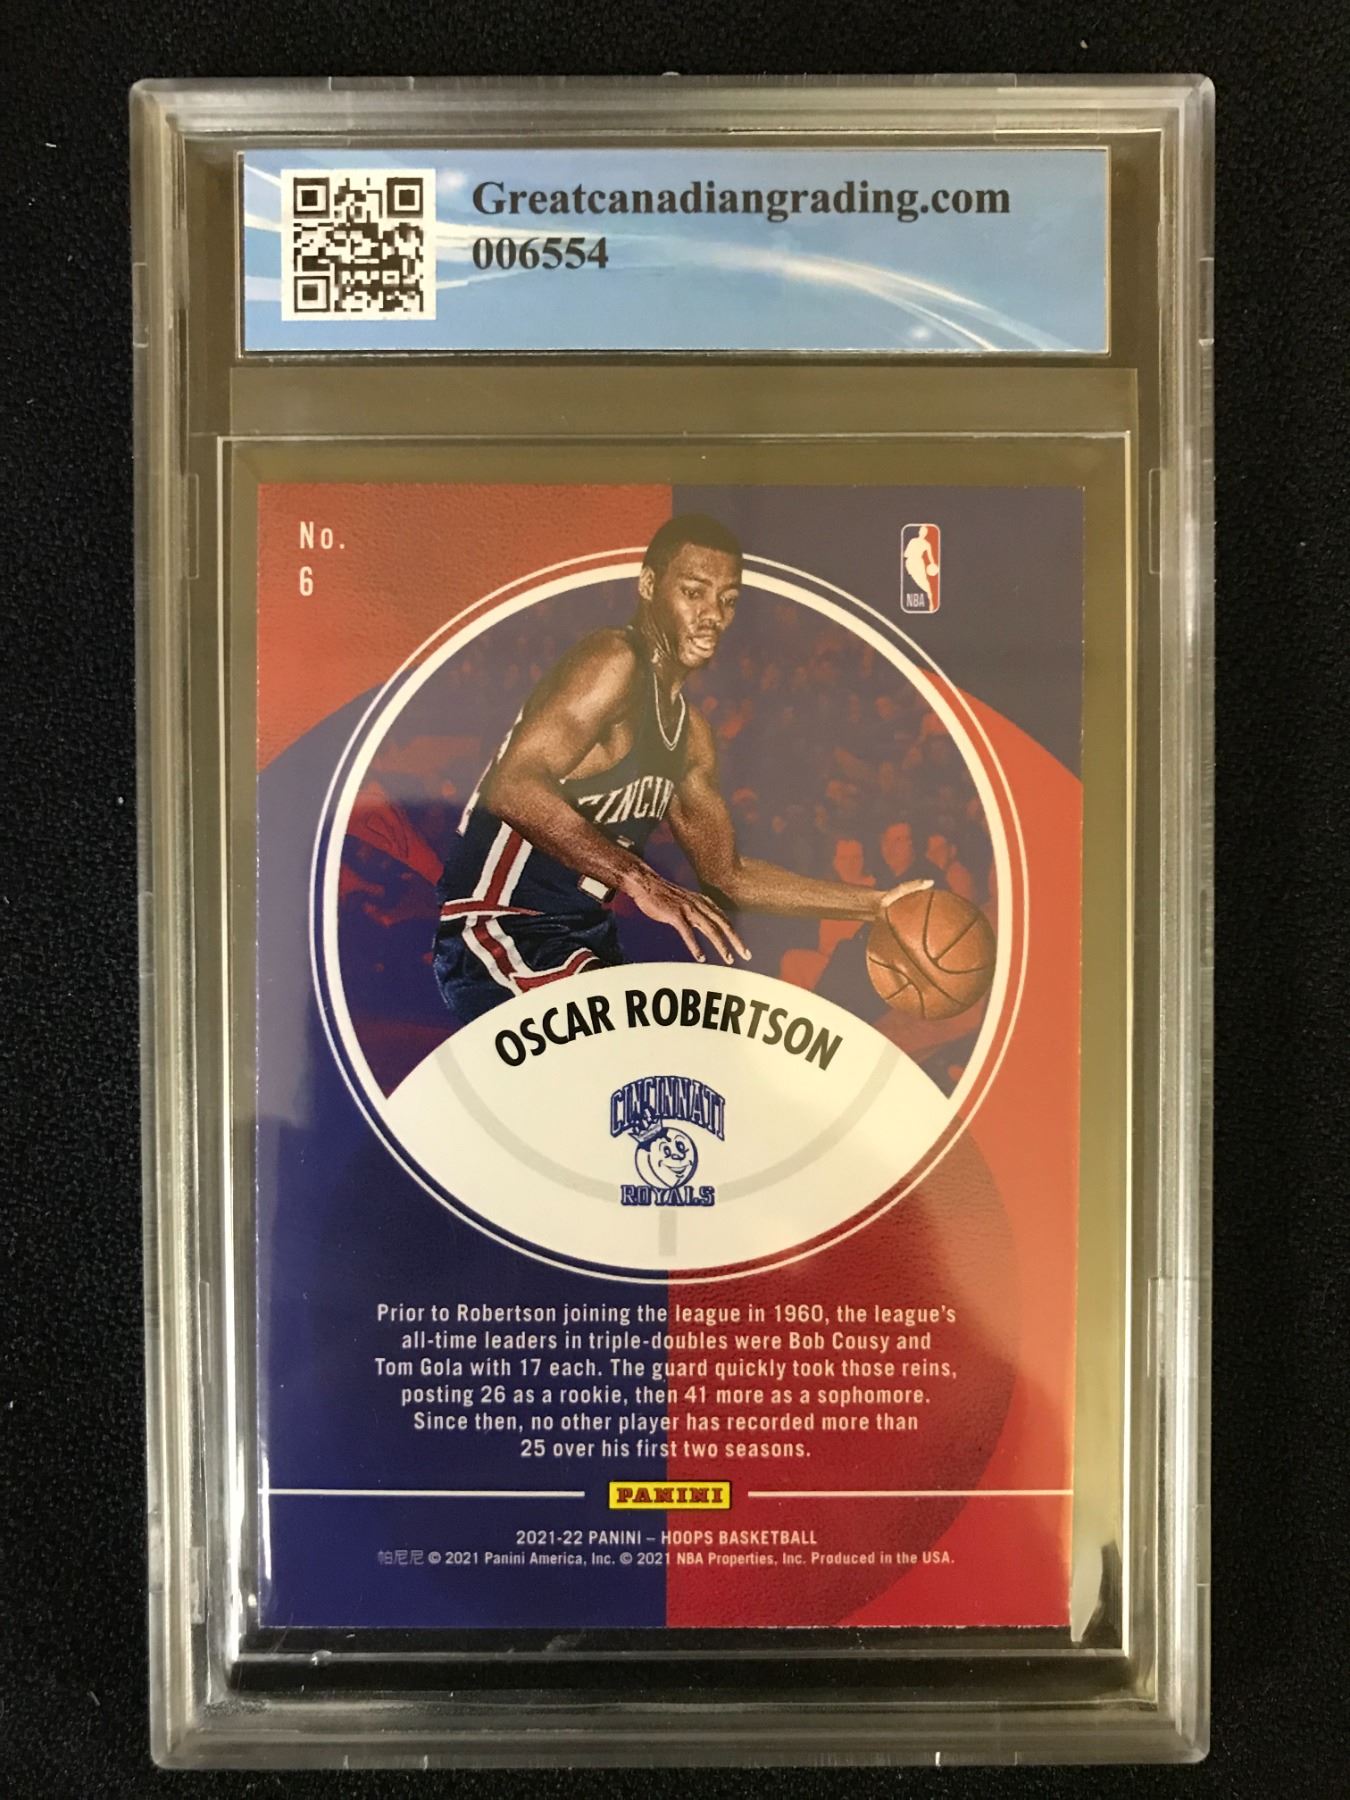 Greatcanadiangrading.com
006554
No.
6
NBA
CINCIN
OSCAR ROBERTSON
CINCINNATI
ROYALS
Prior to Robertson joining the league in 1960, the league's
all-time leaders in triple-doubles were Bob Cousy and
Tom Gola with 17 each. The guard quickly took those reins,
posting 26 as a rookie, then 41 more as a sophomore.
Since then, no other player has recorded more than
25 over his first two seasons.
PANINI
2021-22 PANINI – HOOPS BASKETBALL
帕尼尼 © 2021 Panini America, Inc. © 2021 NBA Properties, Inc. Produced in the USA.